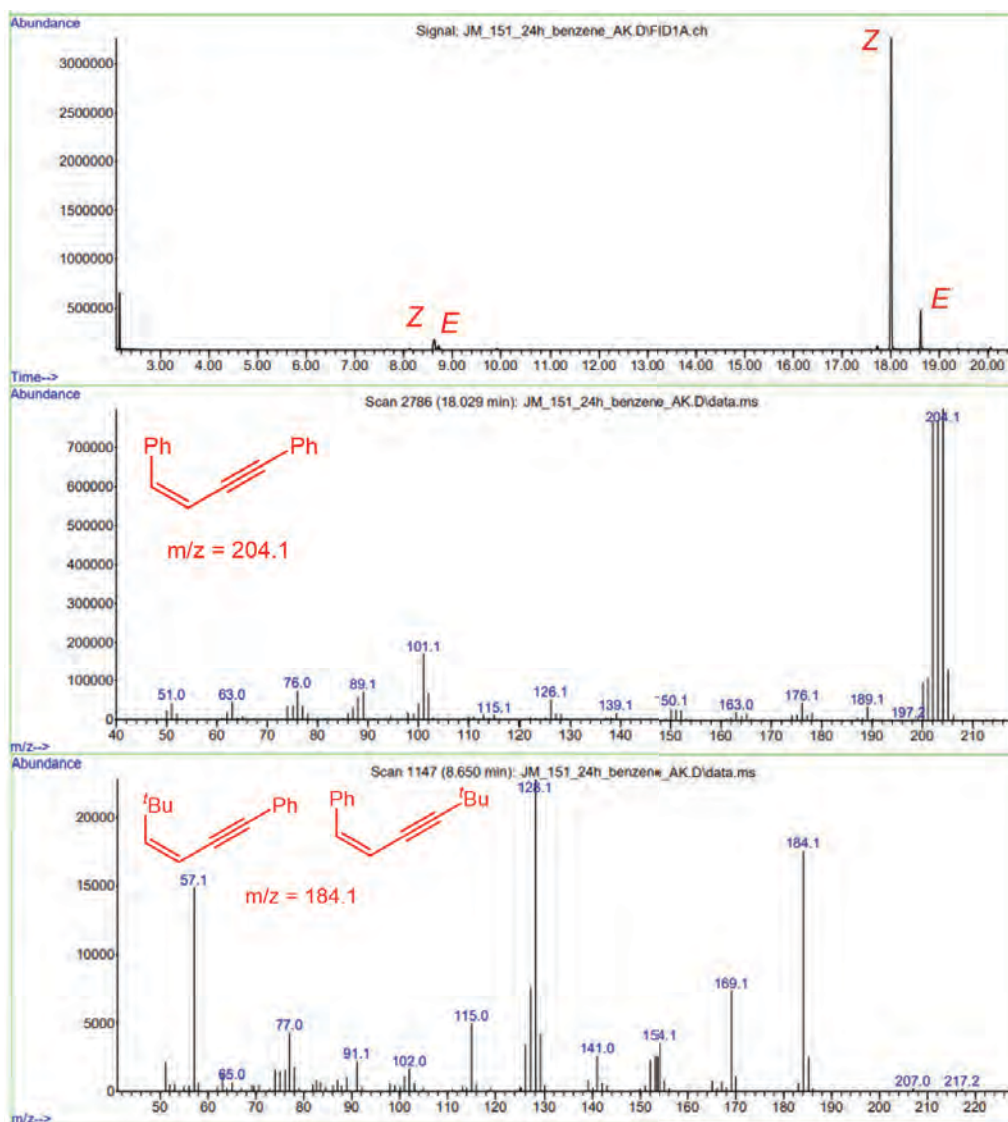 Abundance
Signal: JM_151_24h_benzene_AK.D\FID1A.ch
Z
3000000
2500000
2000000
1500000
1000000
500000
Z E
E
3.00 4.00 5.00 6.00 7.00 8.00 9.00 10.00 11.00 12.00 13.00 14.00 15.00 16.00 17.00 18.00 19.00 20.00
Time-->
Abundance
Scan 2786 (18.029 min): JM_151_24h_benzene_AK.D\data.ms
204.1
700000
Ph Ph
600000
500000
m/z = 204.1
400000
300000
200000
101.1
100000
51.0 63.0 76.0 89.1 115.1 126.1 139.1 50.1 163.0 176.1 189.1 197.2
0
40 50 60 70 80 90 100 110 120 130 140 150 160 170 180 190 200 210
m/z-->
Abundance
Scan 1147 (8.650 min): JM_151_24h_benzene_AK.D\data.ms
128.1
tBu Ph Ph tBu
20000
184.1
57.1
15000
m/z = 184.1
10000
169.1
5000
77.0 115.0 154.1
65.0 91.1 102.0 141.0
207.0 217.2
0
50 60 70 80 90 100 110 120 130 140 150 160 170 180 190 200 210 220
m/z-->